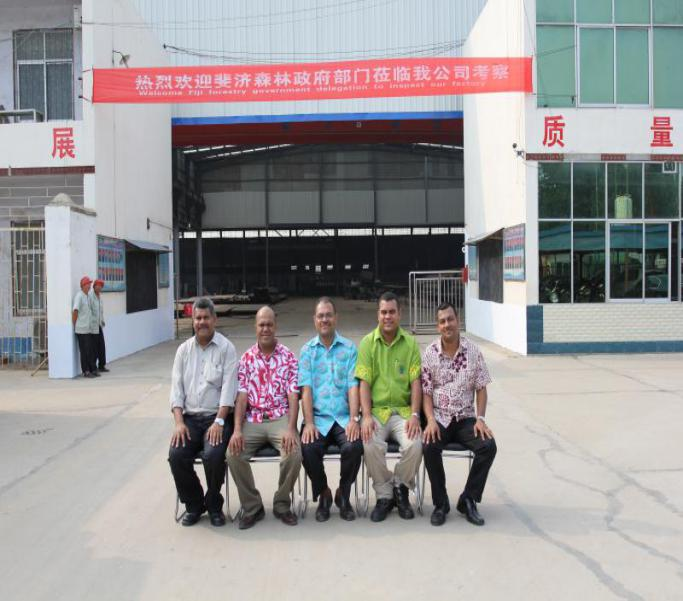 热烈欢迎斐济森林政府部门莅临我公司考察
Welcome Fiji forestry government delegation to inspect our factory
展
质 量